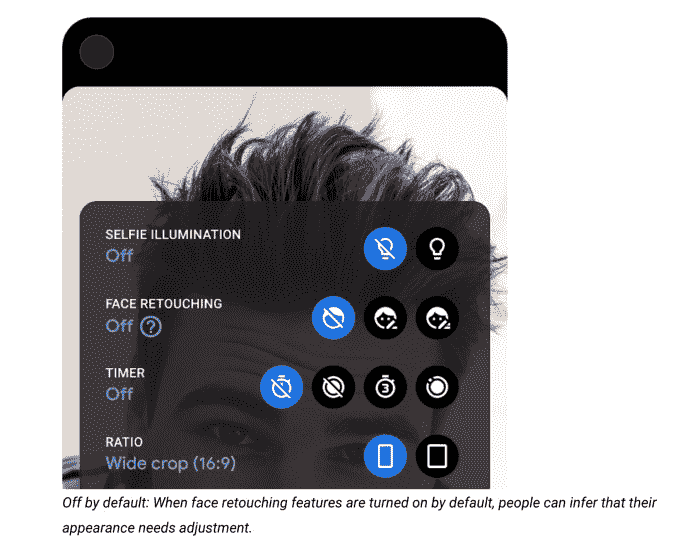 SELFIE ILLUMINATION
Off
FACE RETOUCHING
Off ?
TIMER
Off
3
RATIO
Wide crop (16:9)
Off by default: When face retouching features are turned on by default, people can infer that their
appearance needs adjustment.